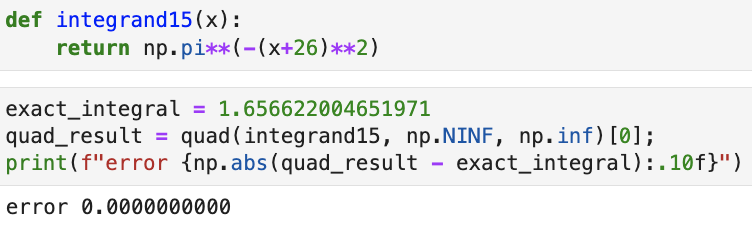 def integrand15(x):
    return np.pi**(-(x+26)**2)
exact_integral = 1.656622004651971
quad_result = quad(integrand15, np.NINF, np.inf)[0];
print(f"error {np.abs(quad_result - exact_integral):.10f}")
error 0.0000000000